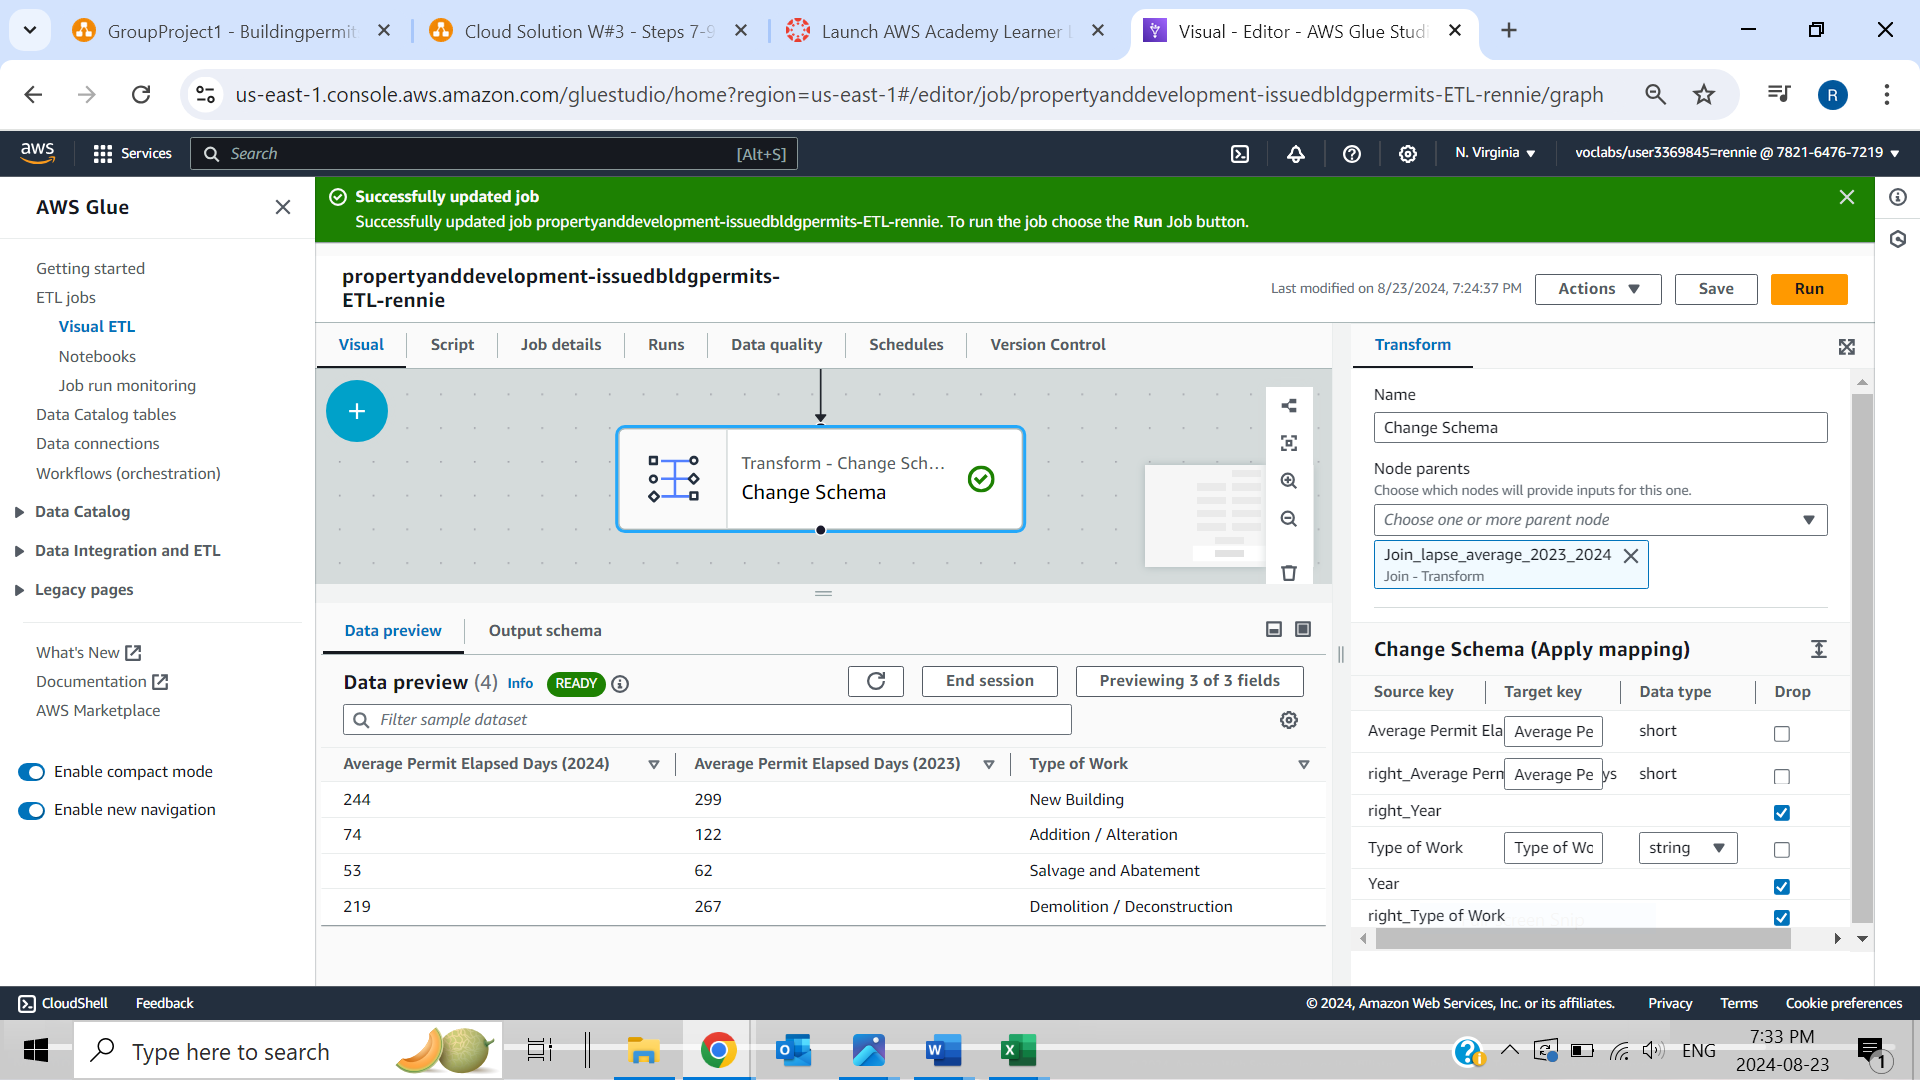 GroupProject1 - Buildingpermit
Cloud Solution W#3 - Steps 7-9
Launch AWS Academy Learner L
Visual - Editor - AWS Glue Studi
us-east-1.console.aws.amazon.com/gluestudio/home?region=us-east-1#/editor/job/propertyanddevelopment-issuedbldgpermits-ETL-rennie/graph
R
aws
Services
Search
[Alt+S]
N. Virginia
voclabs/user3369845=rennie @ 7821-6476-7219
AWS Glue
Getting started
ETL jobs
Visual ETL
Notebooks
Job run monitoring
Data Catalog tables
Data connections
Workflows (orchestration)
Data Catalog
Data Integration and ETL
Legacy pages
What's New
Documentation
AWS Marketplace
Enable compact mode
Enable new navigation
Successfully updated job
Successfully updated job propertyanddevelopment-issuedbldgpermits-ETL-rennie. To run the job choose the Run Job button.
propertyanddevelopment-issuedbldgpermits-
ETL-rennie
Last modified on 8/23/2024, 7:24:37 PM
Actions
Save
Run
Visual
Script
Job details
Runs
Data quality
Schedules
Version Control
Transform - Change Sch...
Change Schema
Data preview
Output schema
Data preview (4) Info READY
End session
Previewing 3 of 3 fields
Filter sample dataset
Average Permit Elapsed Days (2024) Average Permit Elapsed Days (2023) Type of Work
244 299 New Building
74 122 Addition / Alteration
53 62 Salvage and Abatement
219 267 Demolition / Deconstruction
Transform
Name
Change Schema
Node parents
Choose which nodes will provide inputs for this one.
Choose one or more parent node
Join_lapse_average_2023_2024
Join - Transform
Change Schema (Apply mapping)
Source key Target key Data type Drop
Average Permit Ela Average Pe short
right_Average Perm Average Pe ys short
right_Year
Type of Work Type of Wo string
Year
right_Type of Work
CloudShell
Feedback
© 2024, Amazon Web Services, Inc. or its affiliates.
Privacy
Terms
Cookie preferences
Type here to search
ENG
7:33 PM
2024-08-23
1